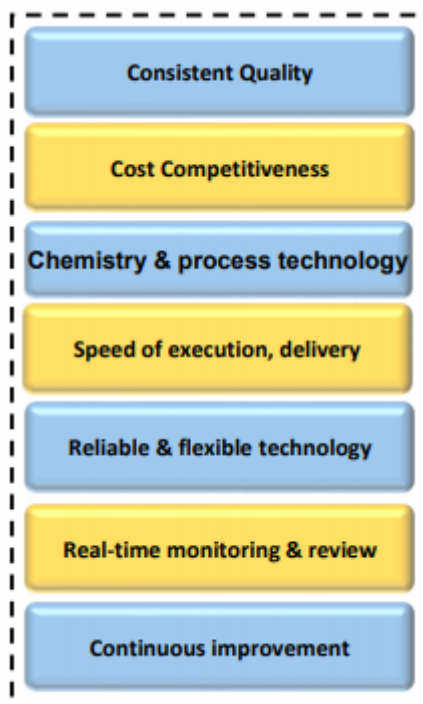 Consistent Quality
Cost Competitiveness
Chemistry & process technology
Speed of execution, delivery
Reliable & flexible technology
Real-time monitoring & review
Continuous improvement